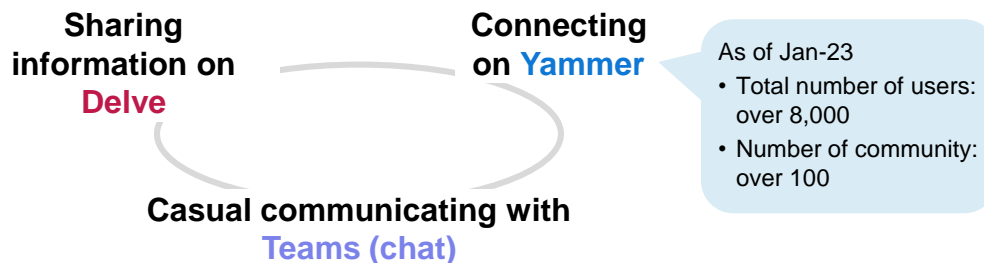 Sharing
information on
Delve
Connecting
on Yammer
As of Jan-23
• Total number of users:
over 8,000
• Number of community:
over 100
Casual communicating with
Teams (chat)